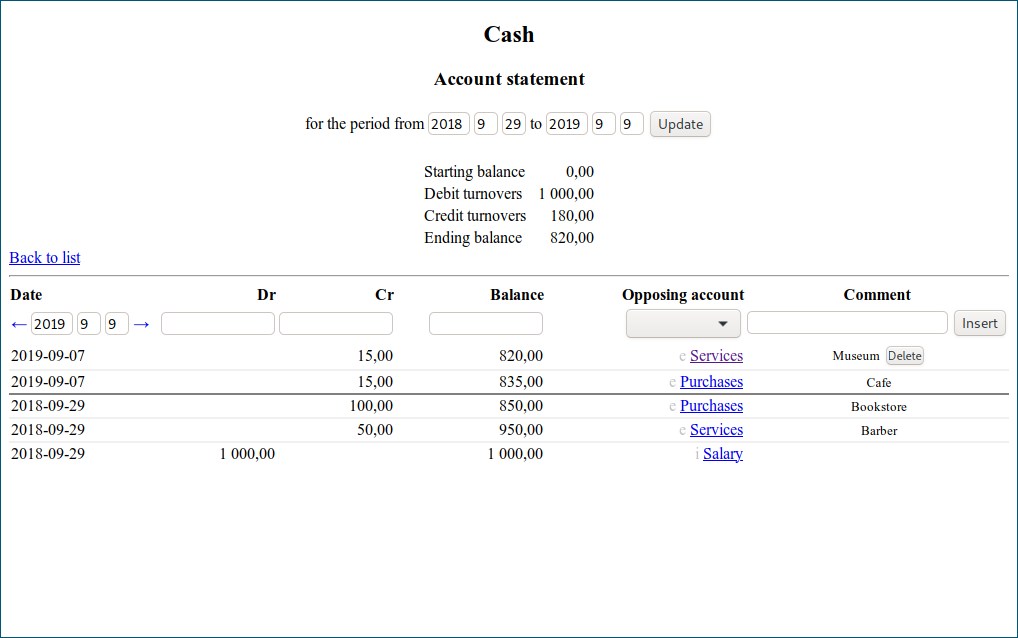 Cash
Account statement
for the period from 2018 9 29 to 2019 9 9 Update
Starting balance 0,00
Debit turnovers 1 000,00
Credit turnovers 180,00
Ending balance 820,00
Back to list
Date Dr Cr Balance Opposing account Comment
← 2019 9 9 → Insert
2019-09-07 15,00 820,00 e Services Museum Delete
2019-09-07 15,00 835,00 e Purchases Cafe
2018-09-29 100,00 850,00 e Purchases Bookstore
2018-09-29 50,00 950,00 e Services Barber
2018-09-29 1 000,00 1 000,00 i Salary